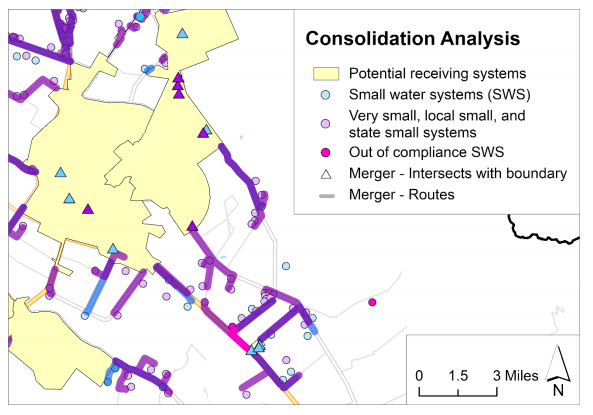 Consolidation Analysis
Potential receiving systems
Small water systems (SWS)
Very small, local small, and
state small systems
Out of compliance SWS
Merger - Intersects with boundary
Merger - Routes
0 1.5 3 Miles
N